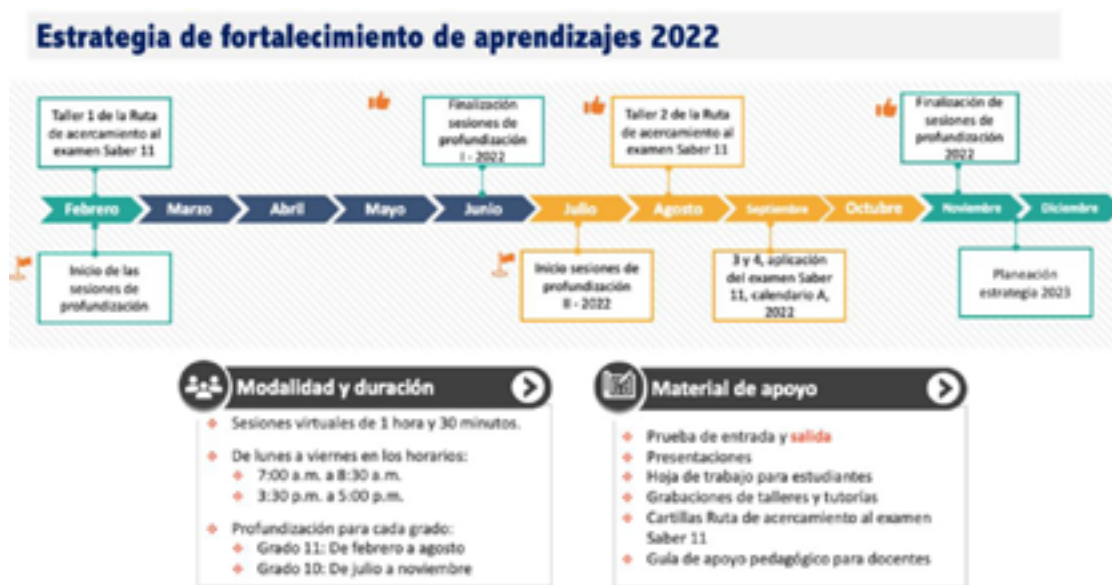 Estrategia de fortalecimiento de aprendizajes 2022
Taller 1 de la Ruta
de acercamiento al
examen Saber 11
Finalización
sesiones de
profundización
I - 2022
Taller 2 de la Ruta
de acercamiento al
examen Saber 11
Finalización de
sesiones de
profundización
2022
Febrero
Marzo
Abril
Mayo
Junio
Julio
Agosto
Septiembre
Octubre
Noviembre
Diciembre
Inicio de las
sesiones de
profundización
Inicio sesiones de
profundización
II - 2022
3 y 4, aplicación
del examen Saber
11, calendario A,
2022
Planeación
estrategia 2023
Modalidad y duración
Sesiones virtuales de 1 hora y 30 minutos.
De lunes a viernes en los horarios:
7:00 a.m. a 8:30 a.m.
3:30 p.m. a 5:00 p.m.
Profundización para cada grado:
Grado 11: De febrero a agosto
Grado 10: De julio a noviembre
Material de apoyo
Prueba de entrada y salida
Presentaciones
Hoja de trabajo para estudiantes
Grabaciones de talleres y tutorías
Cartillas Ruta de acercamiento al examen
Saber 11
Guía de apoyo pedagógico para docentes